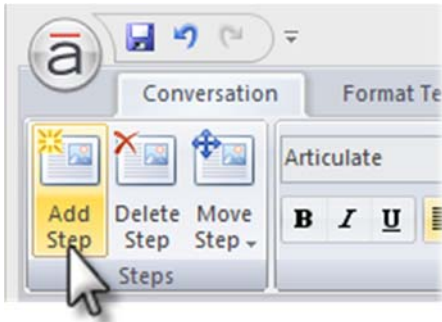 ā
Conversation
Format Te
Articulate
Add Step
Delete Step
Move Step
B I U
Steps